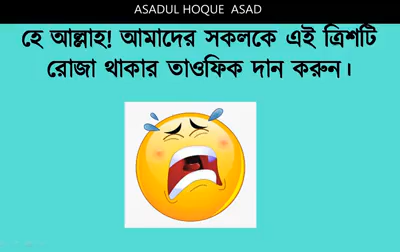 ASADUL HOQUE ASAD
হে আল্লাহ! আমাদের সকলকে এই ত্রিশটি
রোজা থাকার তাওফিক দান করুন।